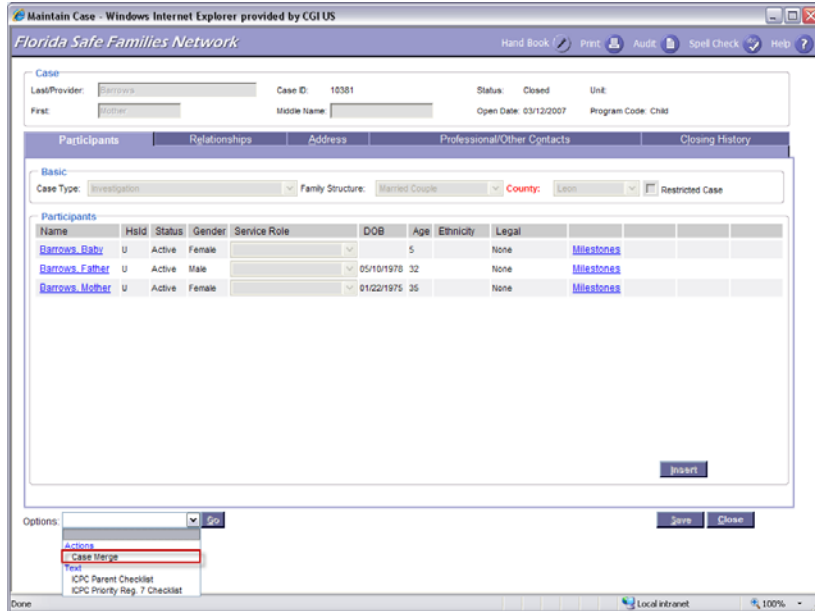 Maintain Case - Windows Internet Explorer provided by CGI US
Florida Safe Families Network Hand Book Print Audit Spell Check Help ?
Case
Last/Provider: Barrows Case ID: 10381 Status: Closed Unit:
First: Mother Middle Name: Open Date: 03/12/2007 Program Code: Child
Participants Relationships Address Professional/Other Contacts Closing History
Basic
Case Type: Investigation Family Structure: Married Couple County: Leon Restricted Case
Participants
Name Hsld Status Gender Service Role DOB Age Ethnicity Legal
Barrows, Baby U Active Female 5 None Milestones
Barrows, Father U Active Male 05/10/1978 32 None Milestones
Barrows, Mother U Active Female 01/22/1975 35 None Milestones
Insert
Options: Go Save Close
Actions
Case Merge
Text
ICPC Parent Checklist
ICPC Priority Reg. 7 Checklist
Done Local intranet 100%